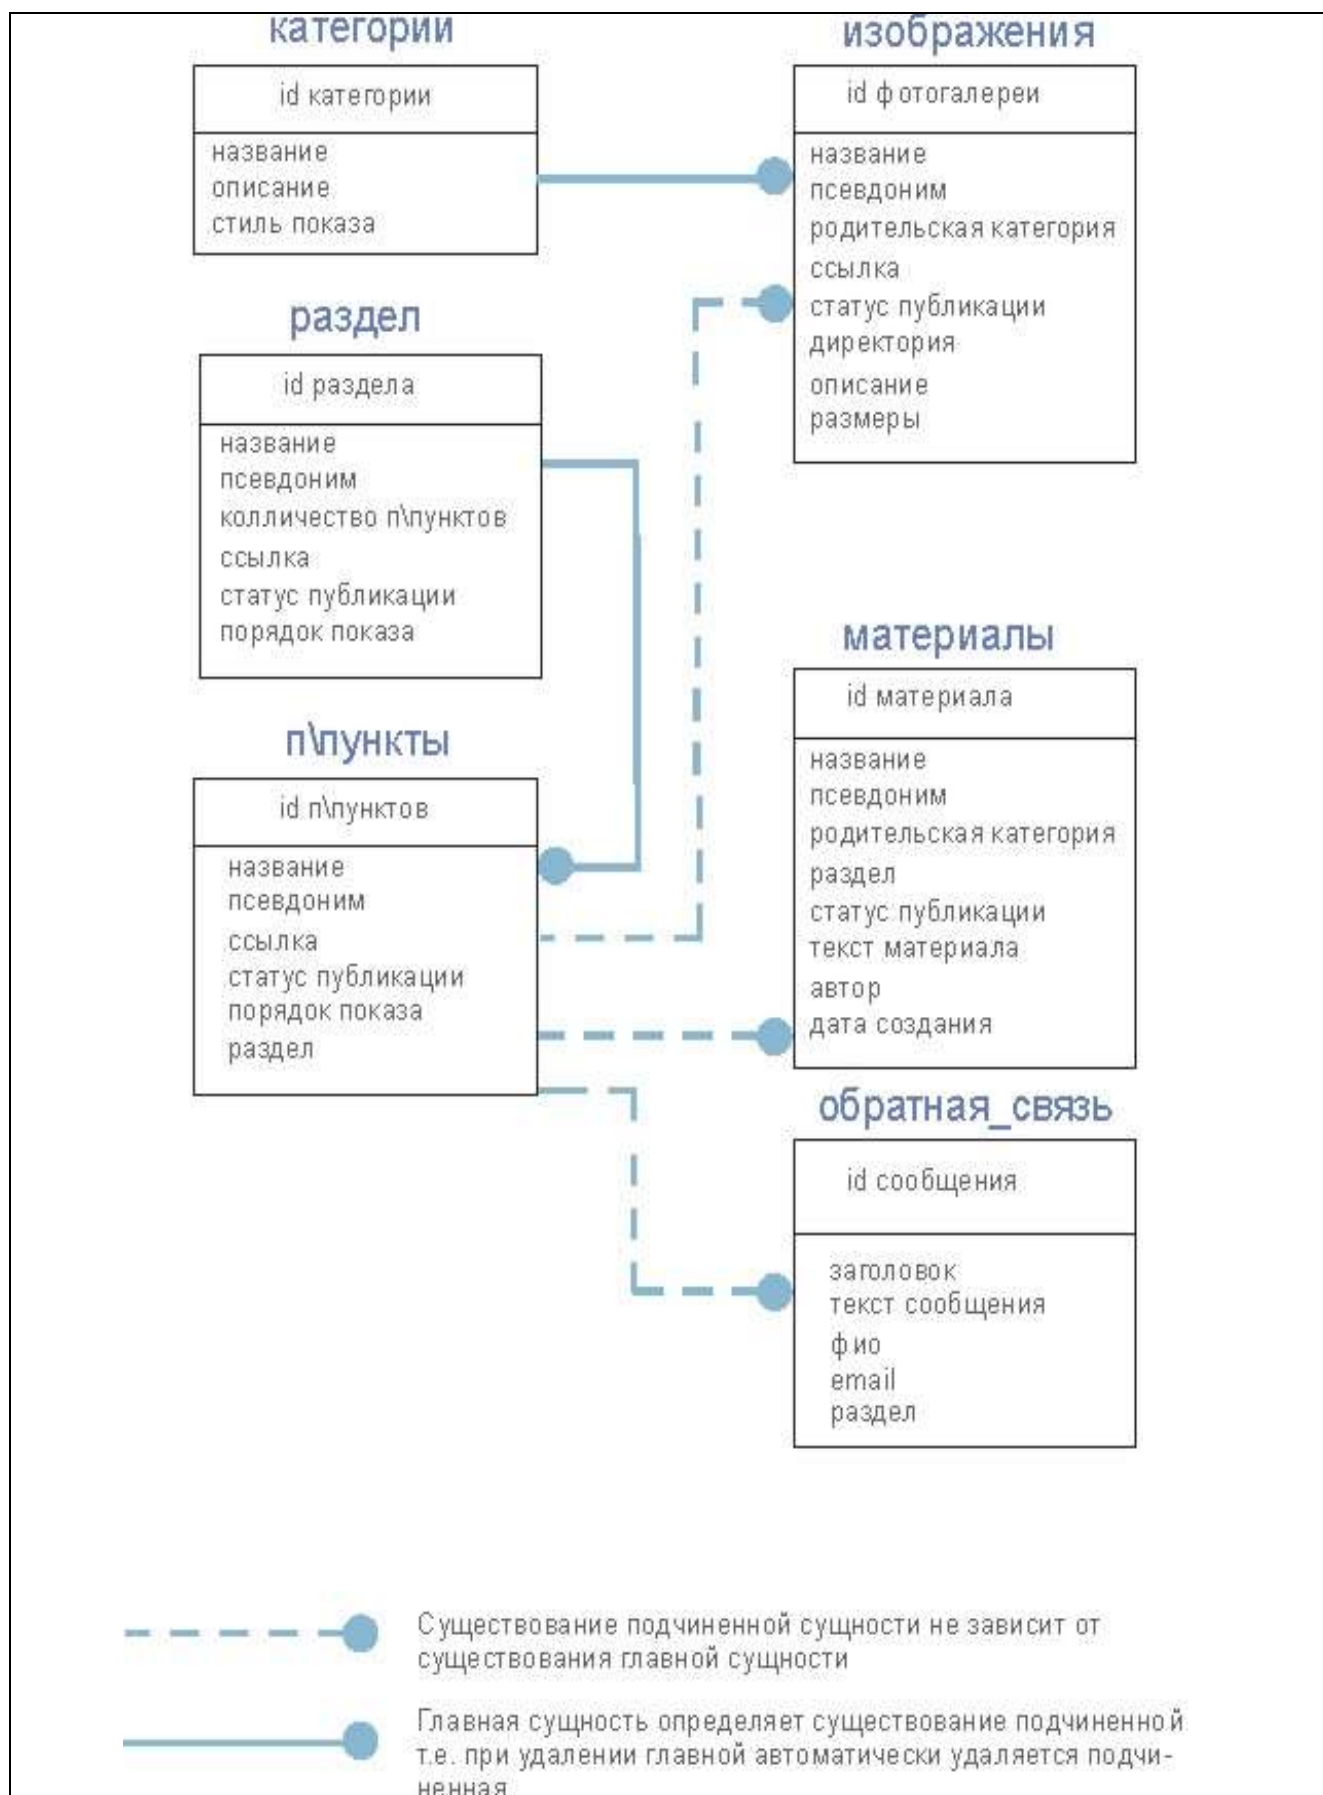 категории
id категории
название
описание
стиль показа
изображения
id фотогалереи
название
псевдоним
родительская категория
ссылка
статус публикации
директория
описание
размеры
раздел
id раздела
название
псевдоним
колличество п\пунктов
ссылка
статус публикации
порядок показа
п\пункты
id п\пунктов
название
псевдоним
ссылка
статус публикации
порядок показа
раздел
материалы
id материала
название
псевдоним
родительская категория
раздел
статус публикации
текст материала
автор
дата создания
обратная_связь
id сообщения
заголовок
текст сообщения
фио
email
раздел
Существование подчиненной сущности не зависит от
существования главной сущности
Главная сущность определяет существование подчиненной
т.е. при удалении главной автоматически удаляется подчи-
ненная.